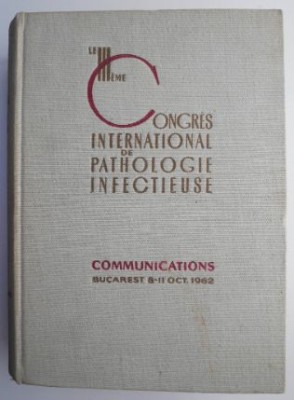 LE IIIÈME
CONGRÈS
INTERNATIONAL
DE
PATHOLOGIE
INFECTIEUSE
COMMUNICATIONS
BUCAREST 8-11 OCT. 1962